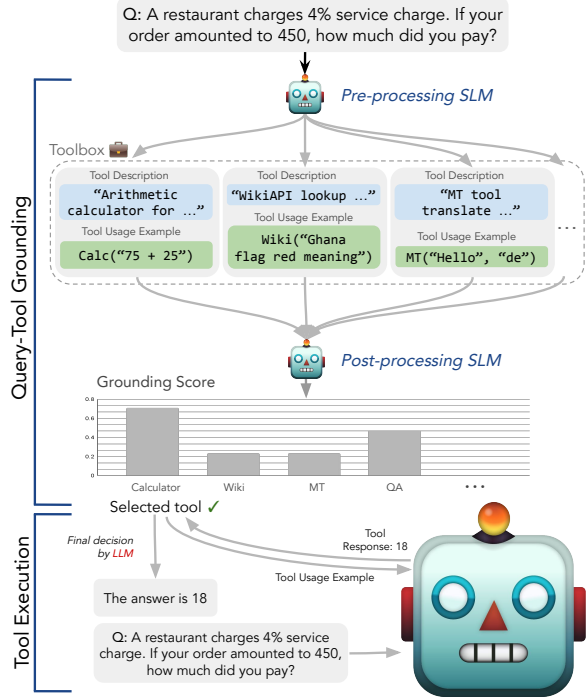 Q: A restaurant charges 4% service charge. If your
order amounted to 450, how much did you pay?
Pre-processing SLM
Query-Tool Grounding
Toolbox
Tool Description
“Arithmetic
calculator for …”
Tool Usage Example
Calc(“75 + 25”)
Tool Description
“WikiAPI lookup …”
Tool Usage Example
Wiki(“Ghana
flag red meaning”)
Tool Description
“MT tool
translate …”
Tool Usage Example
MT(“Hello”, “de”)
...
Post-processing SLM
Grounding Score
0.8
0.6
0.4
0.2
0
Calculator Wiki MT QA ...
Selected tool ✓
Tool Execution
Final decision
by LLM
Tool
Response: 18
Tool Usage Example
The answer is 18
Q: A restaurant charges 4% service
charge. If your order amounted to 450,
how much did you pay?